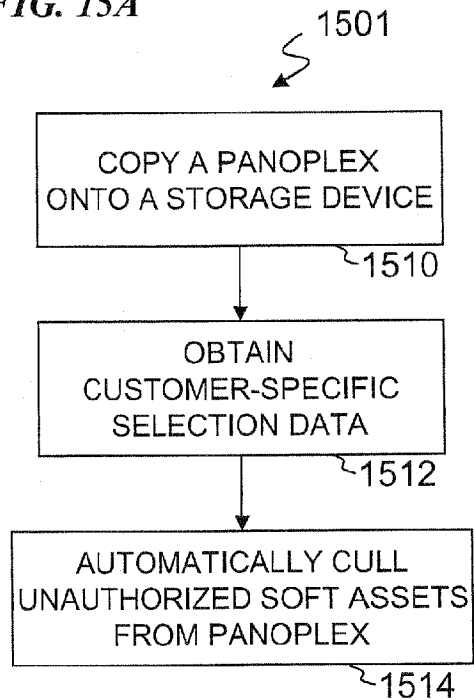 FIG. 15A
1501
COPY A PANOPLEX
ONTO A STORAGE DEVICE
1510
OBTAIN
CUSTOMER-SPECIFIC
SELECTION DATA
1512
AUTOMATICALLY CULL
UNAUTHORIZED SOFT ASSETS
FROM PANOPLEX
1514